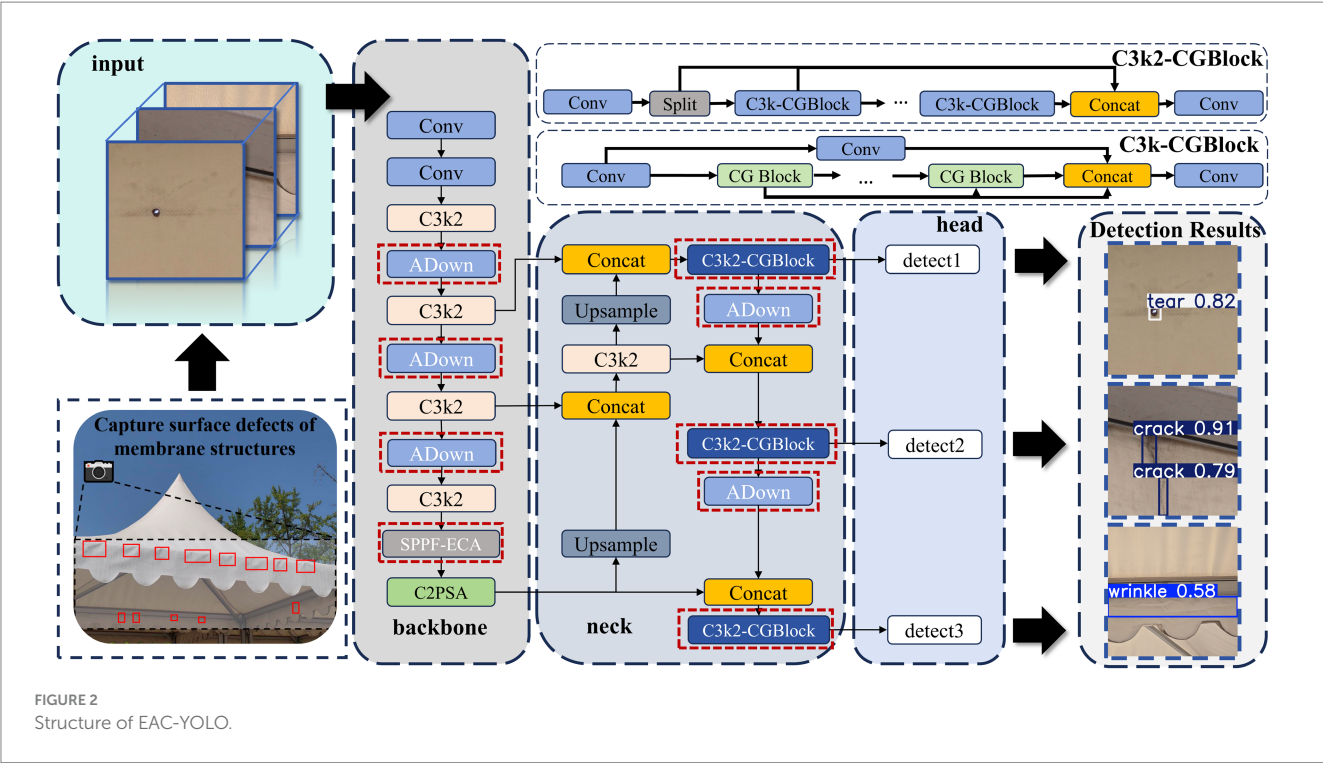 input
Capture surface defects of
membrane structures
Conv
Conv
C3k2
ADown
C3k2
ADown
C3k2
ADown
C3k2
SPPF-ECA
C2PSA
backbone
C3k2-CGBlock
Conv
Split
C3k-CGBlock
...
C3k-CGBlock
Concat
Conv
C3k-CGBlock
Conv
Conv
CG Block
...
CG Block
Concat
Conv
Concat
Upsample
C3k2
Concat
Upsample
C3k2-CGBlock
ADown
Concat
C3k2-CGBlock
ADown
Concat
C3k2-CGBlock
neck
head
detect1
detect2
detect3
Detection Results
tear 0.82
crack 0.91
crack 0.79
wrinkle 0.58
FIGURE 2
Structure of EAC-YOLO.